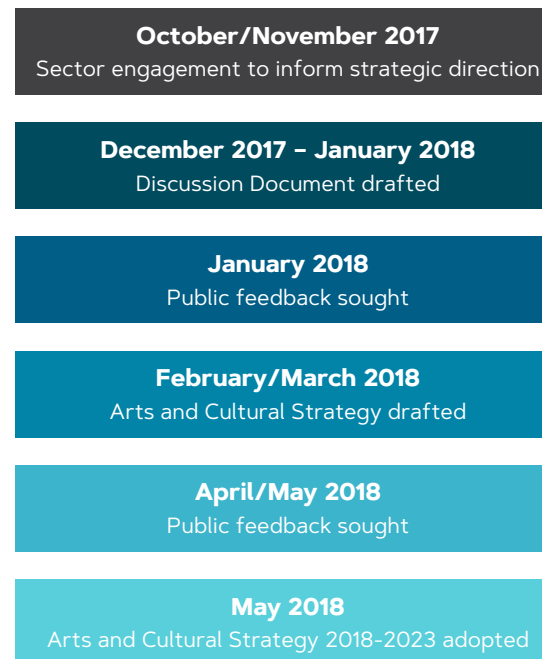 October/November 2017
Sector engagement to inform strategic direction
December 2017 – January 2018
Discussion Document drafted
January 2018
Public feedback sought
February/March 2018
Arts and Cultural Strategy drafted
April/May 2018
Public feedback sought
May 2018
Arts and Cultural Strategy 2018-2023 adopted